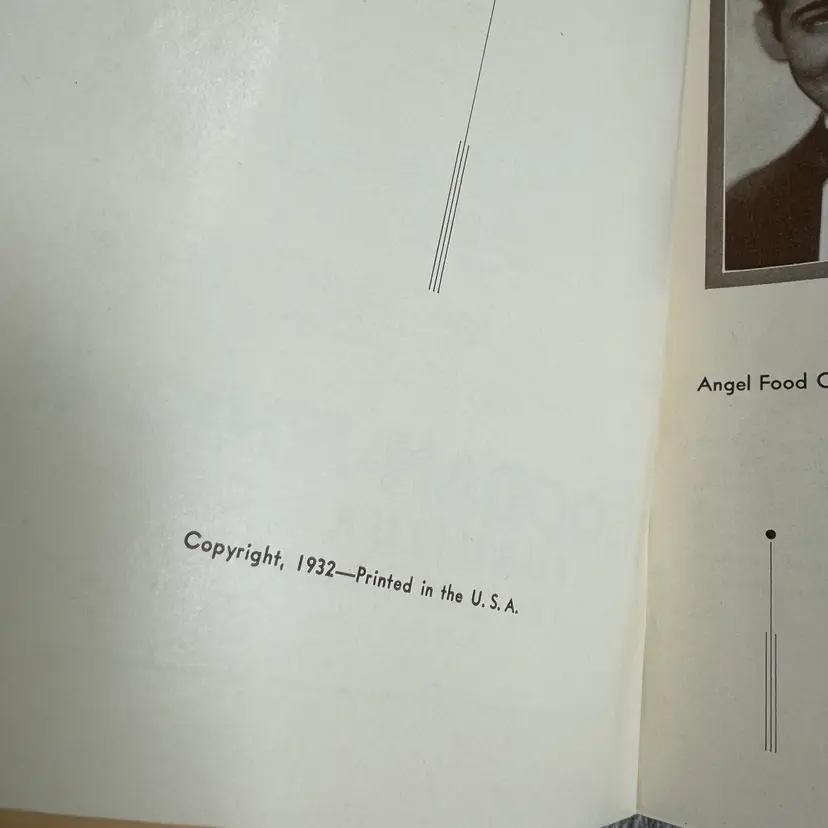 Copyright, 1932—Printed in the U. S. A.
Angel Food